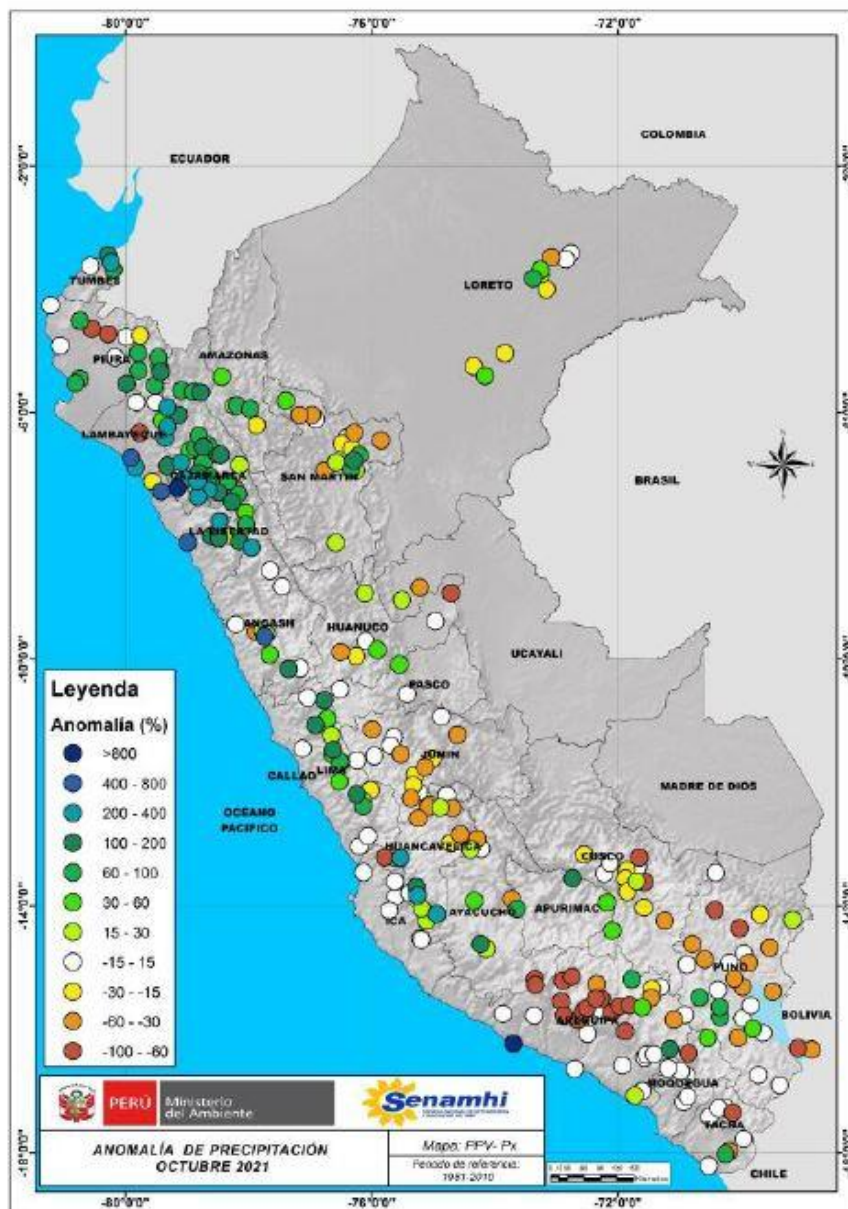 -80°0'0"
-76°0'0"
-72°0'0"
COLOMBIA
ECUADOR
-2°0'0"
TUMBES
LORETO
PIURA
AMAZONAS
-6°0'0"
LAMBAYEQUE
CAJAMARCA
SAN MARTIN
BRASIL
LA LIBERTAD
ANCASH
HUANUCO
UCAYALI
-10°0'0"
PASCO
JUNIN
CALLAO
LIMA
MADRE DE DIOS
OCEANO
PACIFICO
HUANCAVELICA
CUSCO
-14°0'0"
ICA
AYACUCHO
APURIMAC
PUNO
AREQUIPA
BOLIVIA
MOQUEGUA
TACNA
CHILE
-18°0'0"
Leyenda
Anomalía (%)
>800
400 - 800
200 - 400
100 - 200
60 - 100
30 - 60
15 - 30
-15 - 15
-30 - -15
-60 - -30
-100 - -60
PERÚ
Ministerio
del Ambiente
Senamhi
ANOMALÍA DE PRECIPITACIÓN
OCTUBRE 2021
Mapa: PPV- Px
Periodo de referencia:
1981-2010
-80°0'0"
-76°0'0"
-72°0'0"